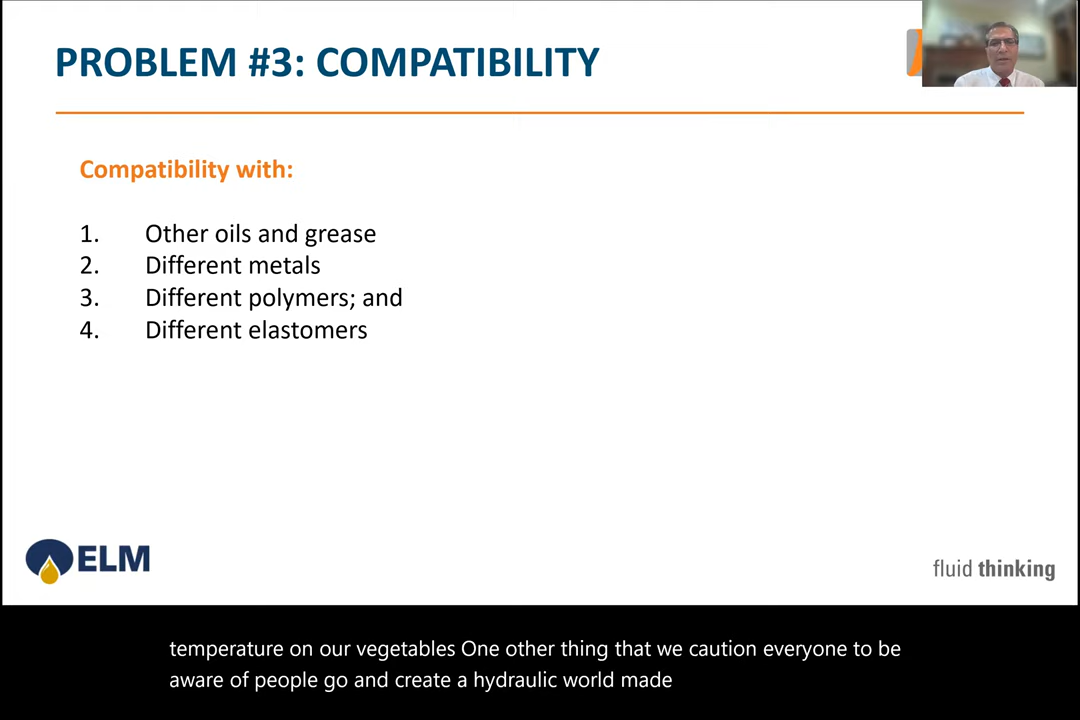 PROBLEM #3: COMPATIBILITY
Compatibility with:
1. Other oils and grease
2. Different metals
3. Different polymers; and
4. Different elastomers
ELM
fluid thinking
temperature on our vegetables One other thing that we caution everyone to be
aware of people go and create a hydraulic world made